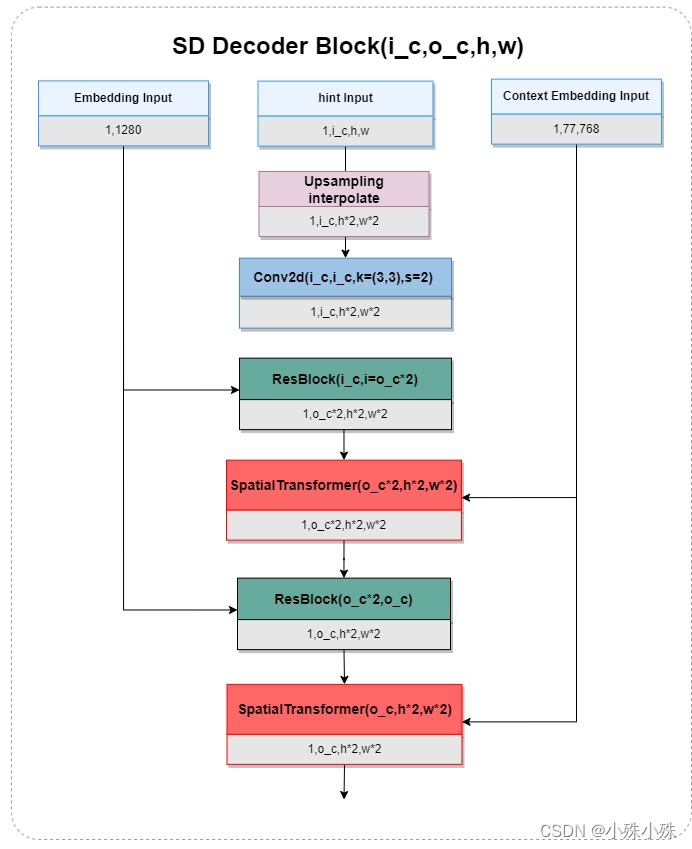 SD Decoder Block(i_c,o_c,h,w)
Embedding Input
1,1280
hint Input
1,i_c,h,w
Context Embedding Input
1,77,768
Upsampling
interpolate
1,i_c,h*2,w*2
Conv2d(i_c,i_c,k=(3,3),s=2)
1,i_c,h*2,w*2
ResBlock(i_c,i=o_c*2)
1,o_c*2,h*2,w*2
SpatialTransformer(o_c*2,h*2,w*2)
1,o_c*2,h*2,w*2
ResBlock(o_c*2,o_c)
1,o_c,h*2,w*2
SpatialTransformer(o_c,h*2,w*2)
1,o_c,h*2,w*2
CSDN @小殊小殊